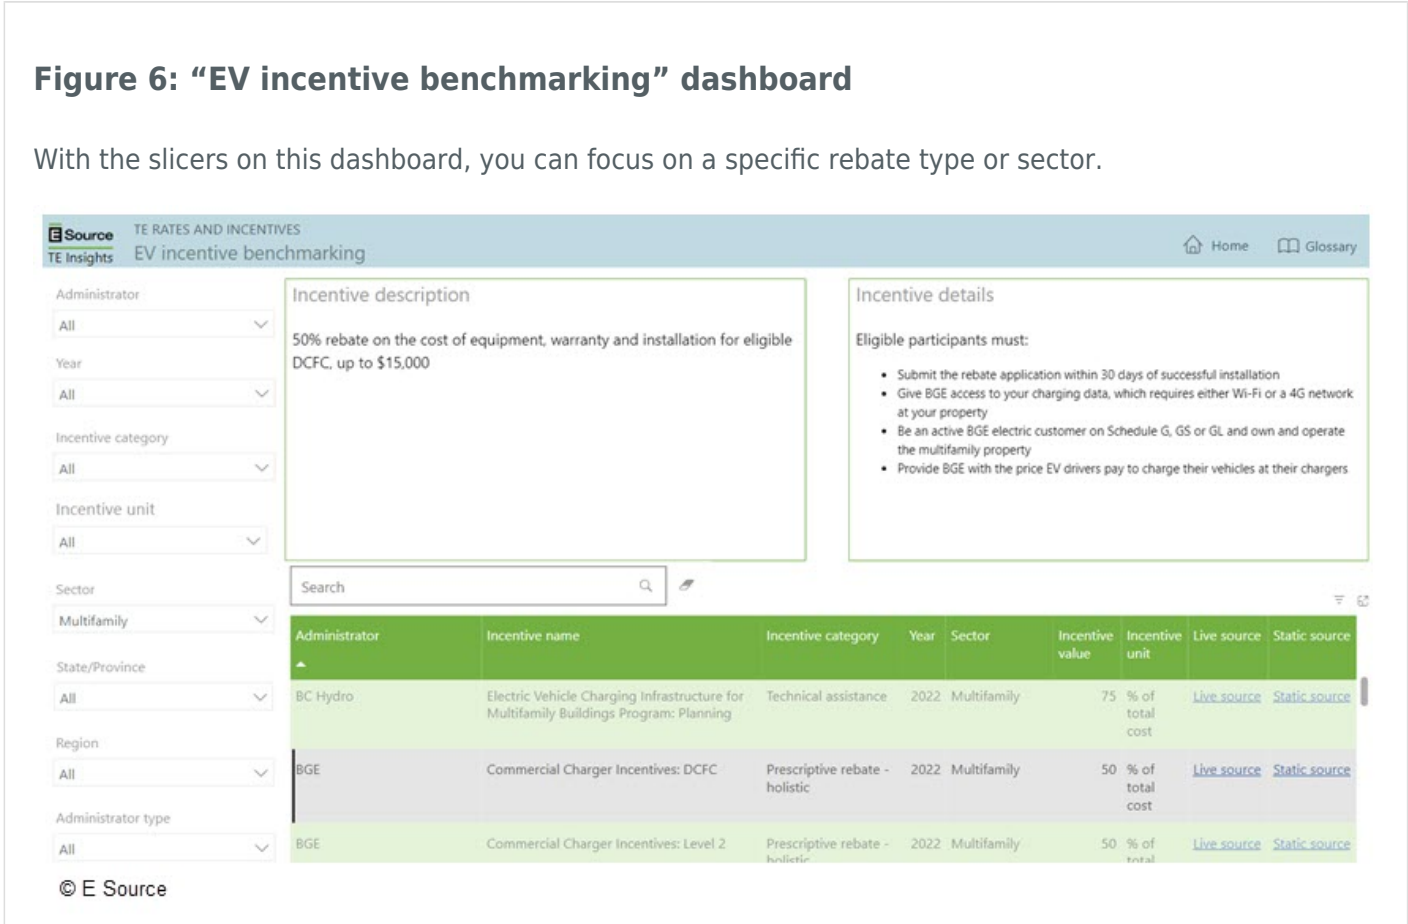 Figure 6: “EV incentive benchmarking” dashboard
With the slicers on this dashboard, you can focus on a specific rebate type or sector.
E Source
TE Insights
TE RATES AND INCENTIVES
EV incentive benchmarking
Home
Glossary
Administrator
All
Year
All
Incentive category
All
Incentive unit
All
Sector
Multifamily
State/Province
All
Region
All
Administrator type
All
Incentive description
50% rebate on the cost of equipment, warranty and installation for eligible
DCFC, up to $15,000
Incentive details
Eligible participants must:
• Submit the rebate application within 30 days of successful installation
• Give BGE access to your charging data, which requires either Wi-Fi or a 4G network
at your property
• Be an active BGE electric customer on Schedule G, GS or GL and own and operate
the multifamily property
• Provide BGE with the price EV drivers pay to charge their vehicles at their chargers
Search
Administrator Incentive name Incentive category Year Sector Incentive Incentive Live source Static source
value unit
BC Hydro Electric Vehicle Charging Infrastructure for Technical assistance 2022 Multifamily 75 % of Live source Static source
Multifamily Buildings Program: Planning total
cost
BGE Commercial Charger Incentives: DCFC Prescriptive rebate - 2022 Multifamily 50 % of Live source Static source
holistic total
cost
BGE Commercial Charger Incentives: Level 2 Prescriptive rebate - 2022 Multifamily 50 % of Live source Static source
holistic total
© E Source